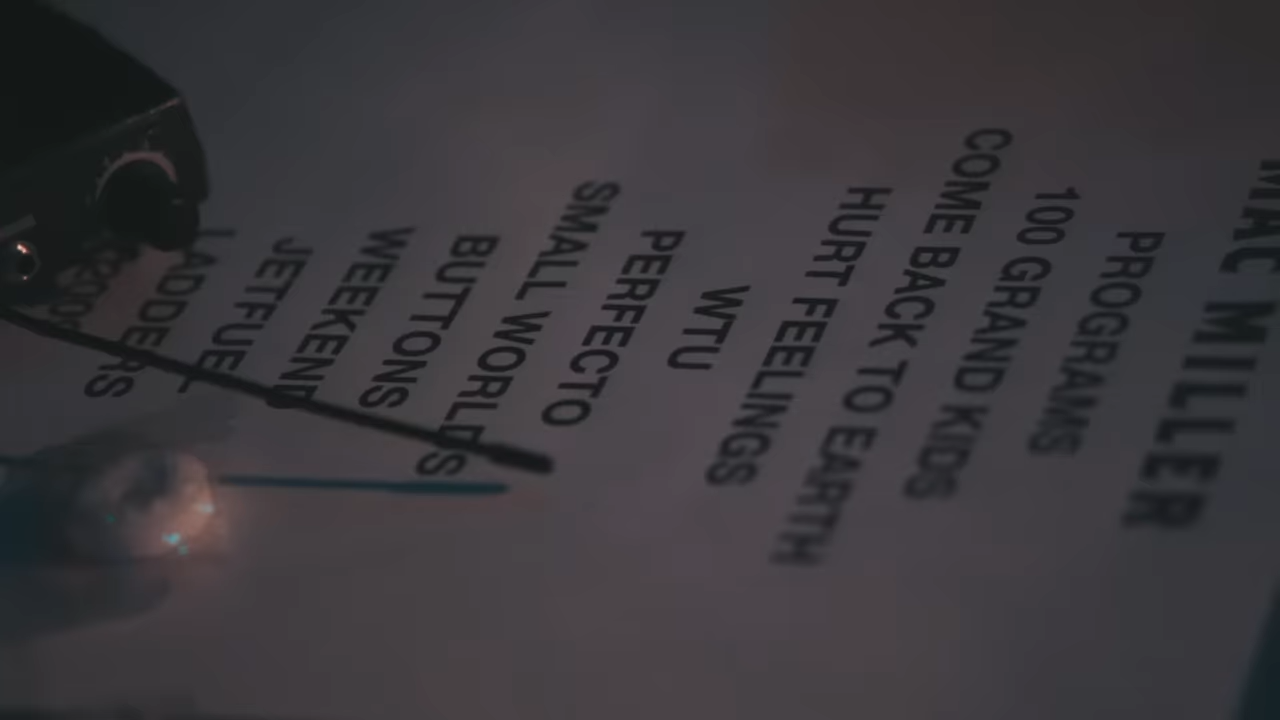 MAC MILLER
PROGRAMS
100 GRAND KIDS
COME BACK TO EARTH
HURT FEELINGS
WTU
PERFECTO
SMALL WORLDS
BUTTONS
WEEKEND
JETFUEL
LADDERS